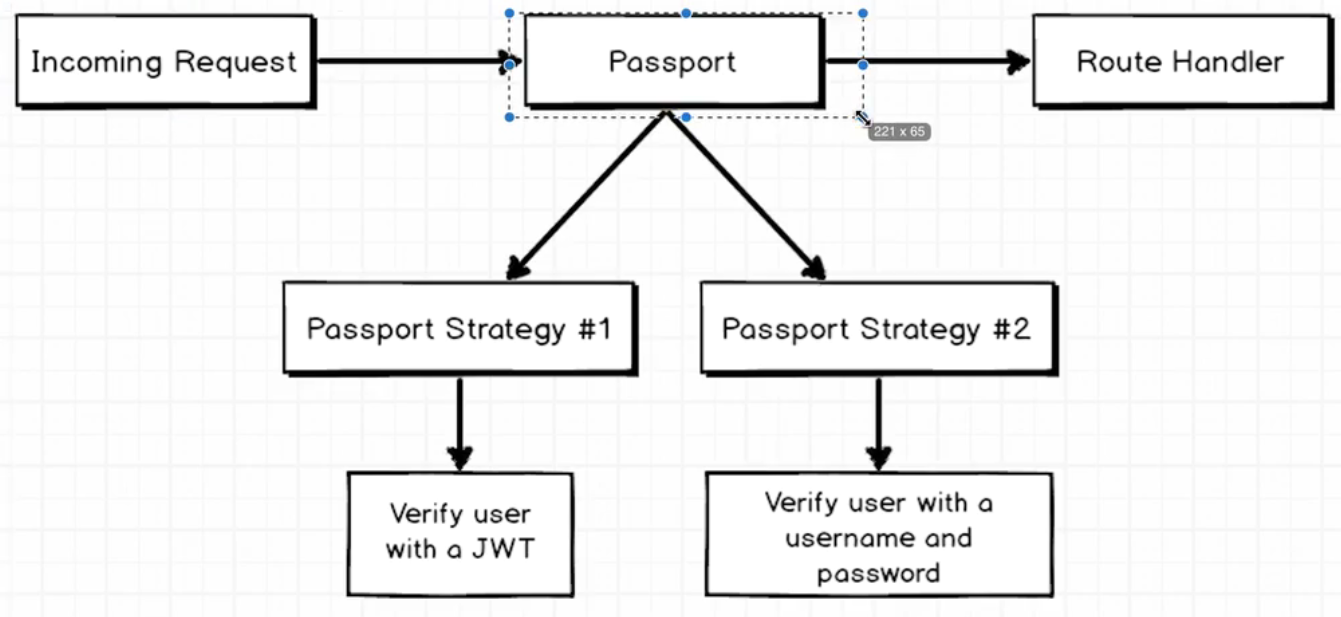 Incoming Request
Passport
Route Handler
221 x 65
Passport Strategy #1
Passport Strategy #2
Verify user
with a JWT
Verify user with a
username and
password